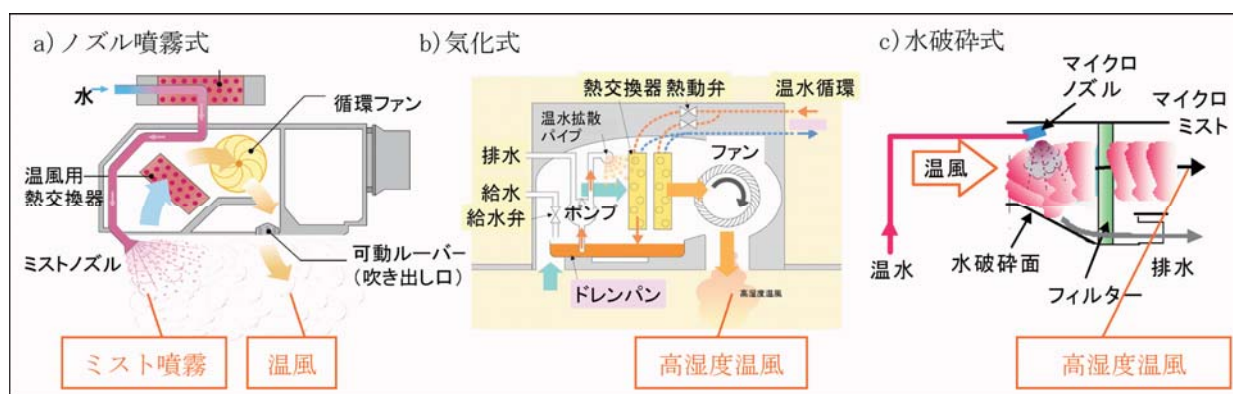 a)ノズル噴霧式
水
循環ファン
温風用
熱交換器
ミストノズル
可動ルーバー
(吹き出し口)
ミスト噴霧
温風
b)気化式
熱交換器
熱動弁
温水循環
温水拡散
パイプ
排水
給水
給水弁
ポンプ
ファン
ドレンパン
高湿度温風
高湿度温風
c)水破砕式
マイクロ
ノズル
マイクロ
ミスト
温風
温水
水破砕面
フィルター
排水
高湿度温風